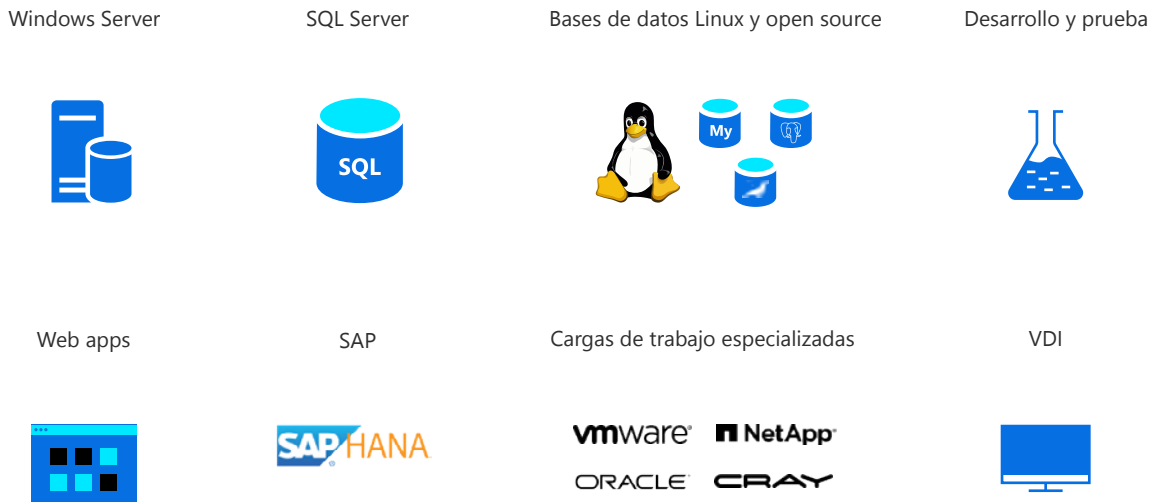 Windows Server
SQL Server
Bases de datos Linux y open source
Desarrollo y prueba
SQL
My
Web apps
SAP
Cargas de trabajo especializadas
VDI
SAP HANA
vmware
NetApp
ORACLE
CRAY